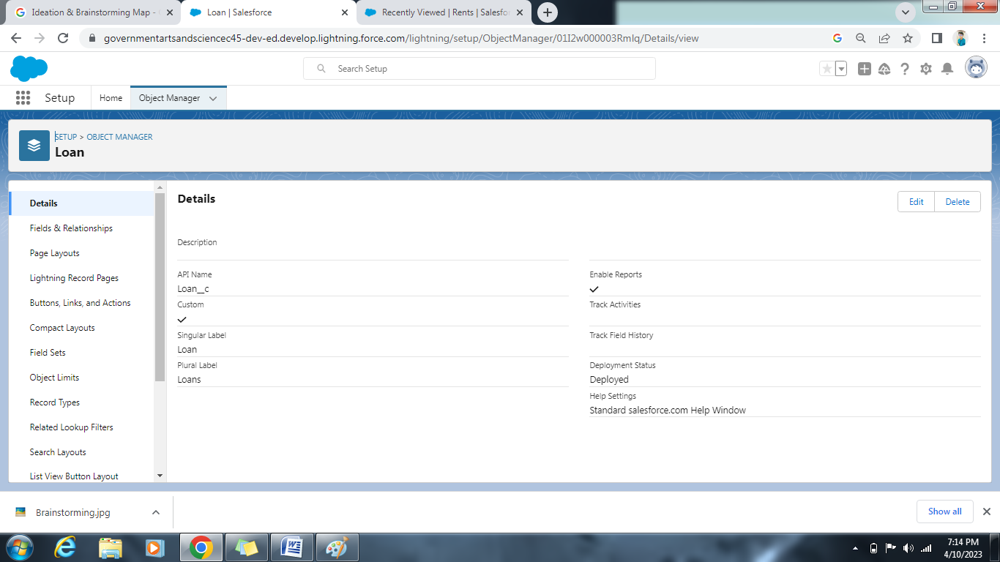 Ideation & Brainstorming Map -
Loan | Salesforce
Recently Viewed | Rents | Salesfo
governmentartsandsciencec45-dev-ed.develop.lightning.force.com/lightning/setup/ObjectManager/01I2w000003Rmlq/Details/view
Search Setup
Setup
Home
Object Manager
SETUP > OBJECT MANAGER
Loan
Details
Fields & Relationships
Page Layouts
Lightning Record Pages
Buttons, Links, and Actions
Compact Layouts
Field Sets
Object Limits
Record Types
Related Lookup Filters
Search Layouts
List View Button Layout
Details
Edit
Delete
Description
API Name
Loan__c
Custom
Singular Label
Loan
Plural Label
Loans
Enable Reports
Track Activities
Track Field History
Deployment Status
Deployed
Help Settings
Standard salesforce.com Help Window
Brainstorming.jpg
Show all
7:14 PM
4/10/2023